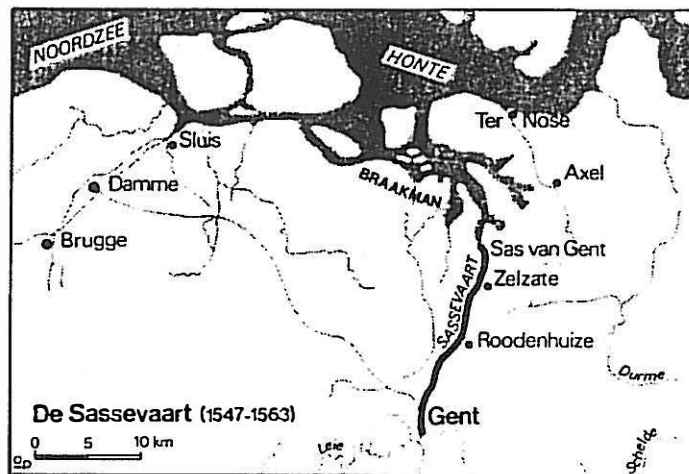 NOORDZEE
HONTE
Ter Nose
Sluis
Axel
Damme
BRAAKMAN
Brugge
Sas van Gent
SASSEVAART
Zelzate
Roodenhuize
Durme
De Sassevaart (1547-1563)
Gent
0 5 10 km
Leie
Schelde